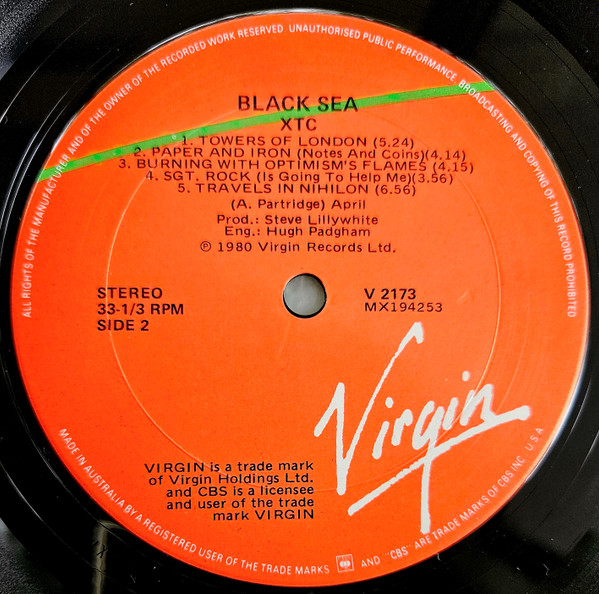 ALL RIGHTS OF THE MANUFACTURER AND OF THE OWNER OF THE RECORDED WORK RESERVED. UNAUTHORISED PUBLIC PERFORMANCE, BROADCASTING AND COPYING OF THIS RECORD PROHIBITED
BLACK SEA
XTC
1. TOWERS OF LONDON (5.24)
2. PAPER AND IRON (Notes And Coins)(4.14)
3. BURNING WITH OPTIMISM'S FLAMES (4.15)
4. SGT. ROCK (Is Going To Help Me)(3.56)
5. TRAVELS IN NIHILON (6.56)
(A. Partridge) April
Prod.: Steve Lillywhite
Eng.: Hugh Padgham
℗ 1980 Virgin Records Ltd.
STEREO
33-1/3 RPM
SIDE 2
V 2173
MX194253
Virgin
VIRGIN is a trade mark
of Virgin Holdings Ltd.
and CBS is a licensee
and user of the trade
mark VIRGIN
MADE IN AUSTRALIA BY A REGISTERED USER OF THE TRADE MARKS AND "CBS" ARE TRADE MARKS OF CBS INC. U.S.A